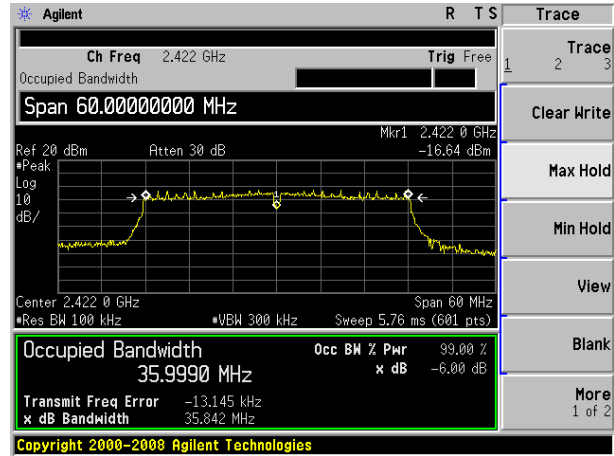 Agilent R T S Trace
Ch Freq 2.422 GHz Trig Free
Occupied Bandwidth
Trace
1 2 3
Span 60.00000000 MHz
Clear Write
Mkr1 2.422 0 GHz
Ref 20 dBm Atten 30 dB -16.64 dBm
#Peak
Log
10
dB/
1
Max Hold
Min Hold
View
Center 2.422 0 GHz Span 60 MHz
#Res BW 100 kHz #VBW 300 kHz Sweep 5.76 ms (601 pts)
Occupied Bandwidth Occ BW % Pwr 99.00 %
35.9990 MHz x dB -6.00 dB
Blank
Transmit Freq Error -13.145 kHz
x dB Bandwidth 35.842 MHz
More
1 of 2
Copyright 2000-2008 Agilent Technologies